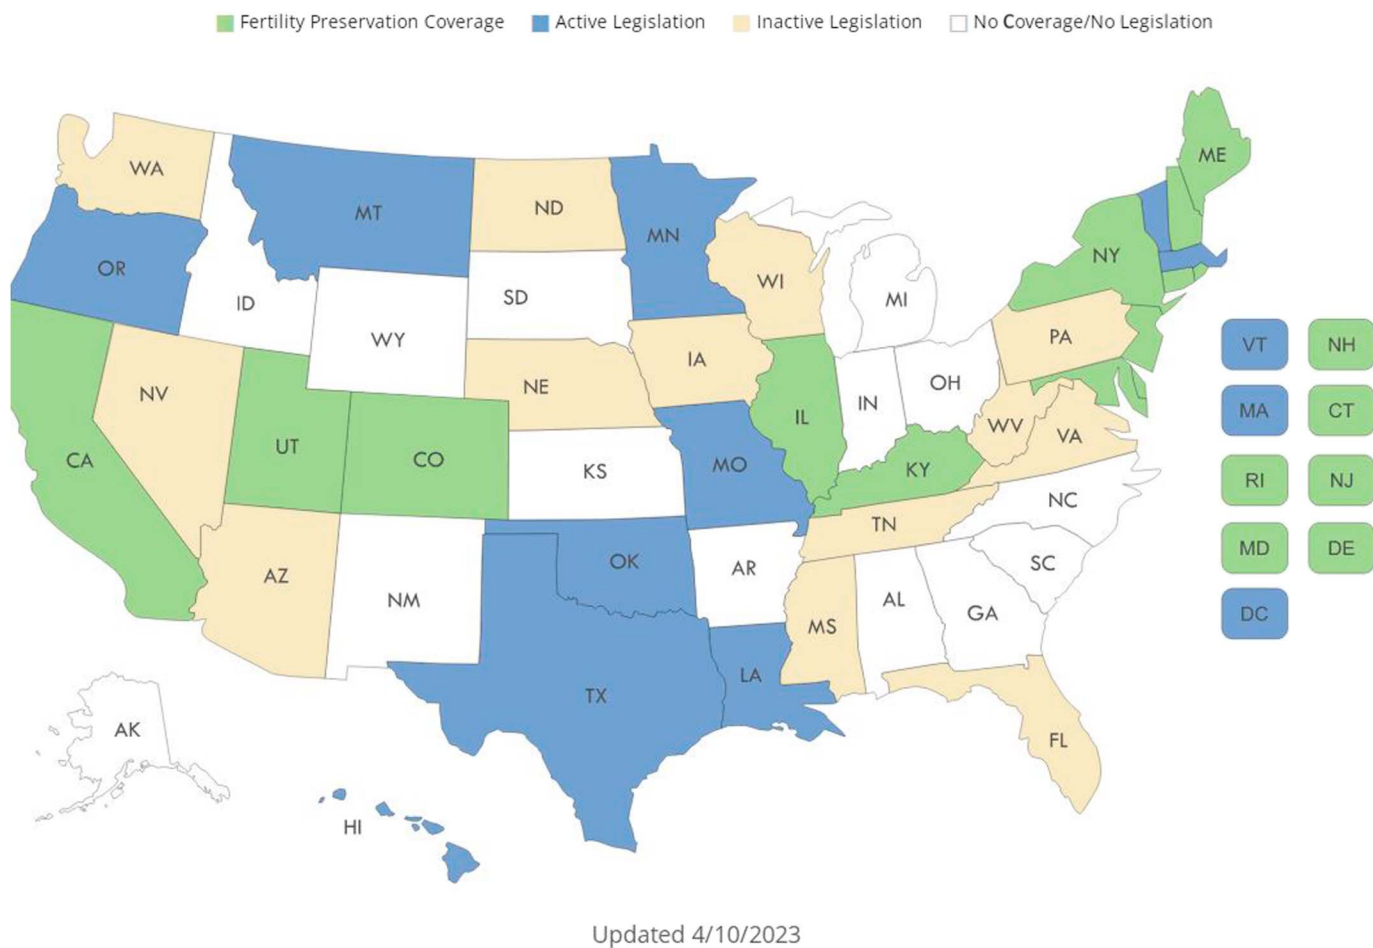 Fertility Preservation Coverage Active Legislation Inactive Legislation No Coverage/No Legislation
ME
WA
ND
MT
MN
NY
OR
WI
SD
MI
ID
PA
WY
VT NH
IA
OH
NE
NV
IN
MA CT
IL
WV
VA
UT
CO
CA
MO
KY
KS
RI NJ
NC
TN
MD DE
OK
SC
AR
AZ
NM
AL
GA
DC
MS
LA
TX
AK
FL
HI
Updated 4/10/2023